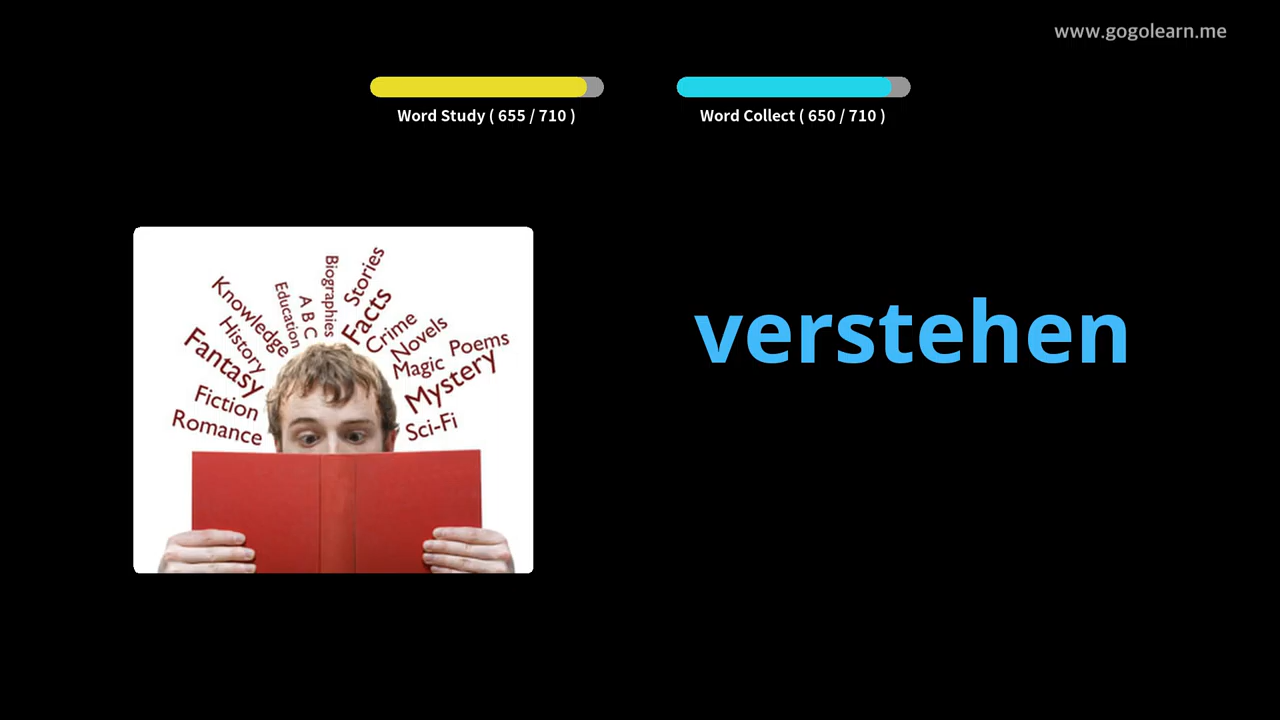 www.gogolearn.me
Word Study ( 655 / 710 )
Word Collect ( 650 / 710 )
verstehen
Romance
Fiction
Fantasy
History
Knowledge
Education
A B C
Biographies
Stories
Facts
Crime
Novels
Magic
Poems
Mystery
Sci-Fi